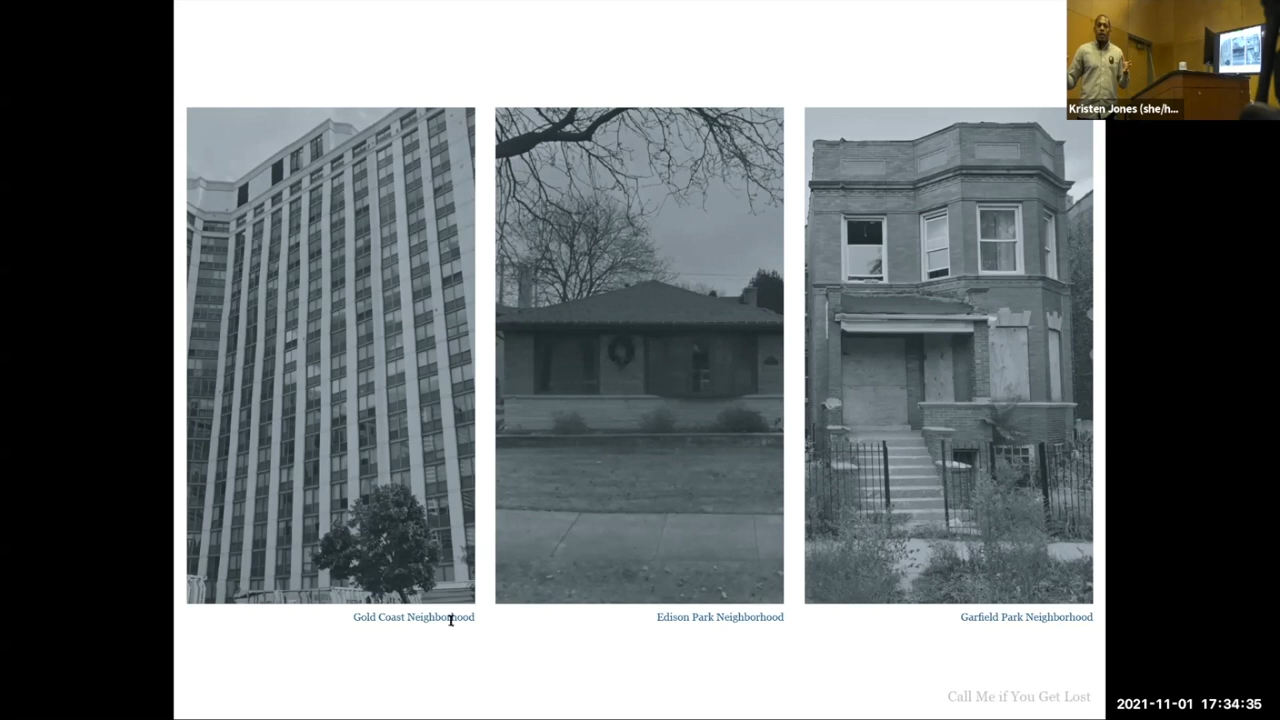 Kristen Jones (she/h...
Gold Coast Neighborhood
Edison Park Neighborhood
Garfield Park Neighborhood
Call Me if You Get Lost
2021-11-01 17:34:35